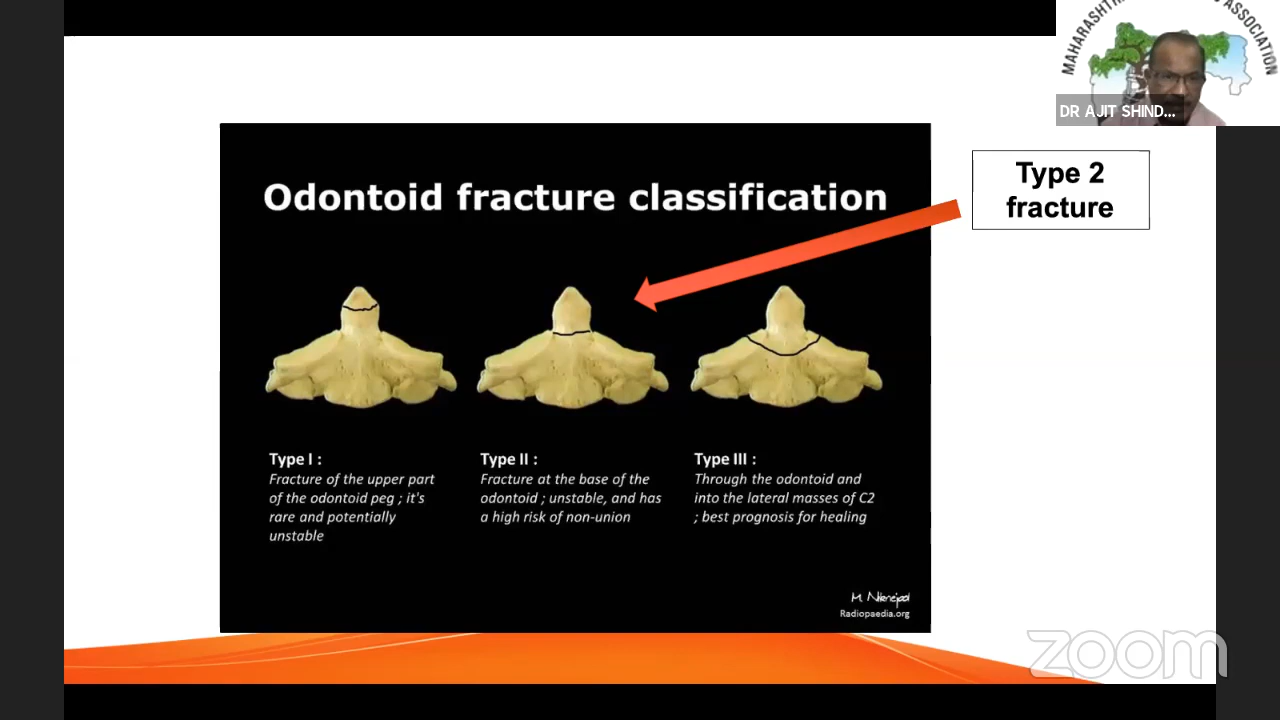 MAHARASHT
ASSOCIATION
DR AJIT SHIND...
Type 2
fracture
Odontoid fracture classification
Type I :
Fracture of the upper part
of the odontoid peg ; it's
rare and potentially
unstable
Type II :
Fracture at the base of the
odontoid ; unstable, and has
a high risk of non-union
Type III :
Through the odontoid and
into the lateral masses of C2
; best prognosis for healing
Radiopaedia.org
zoom